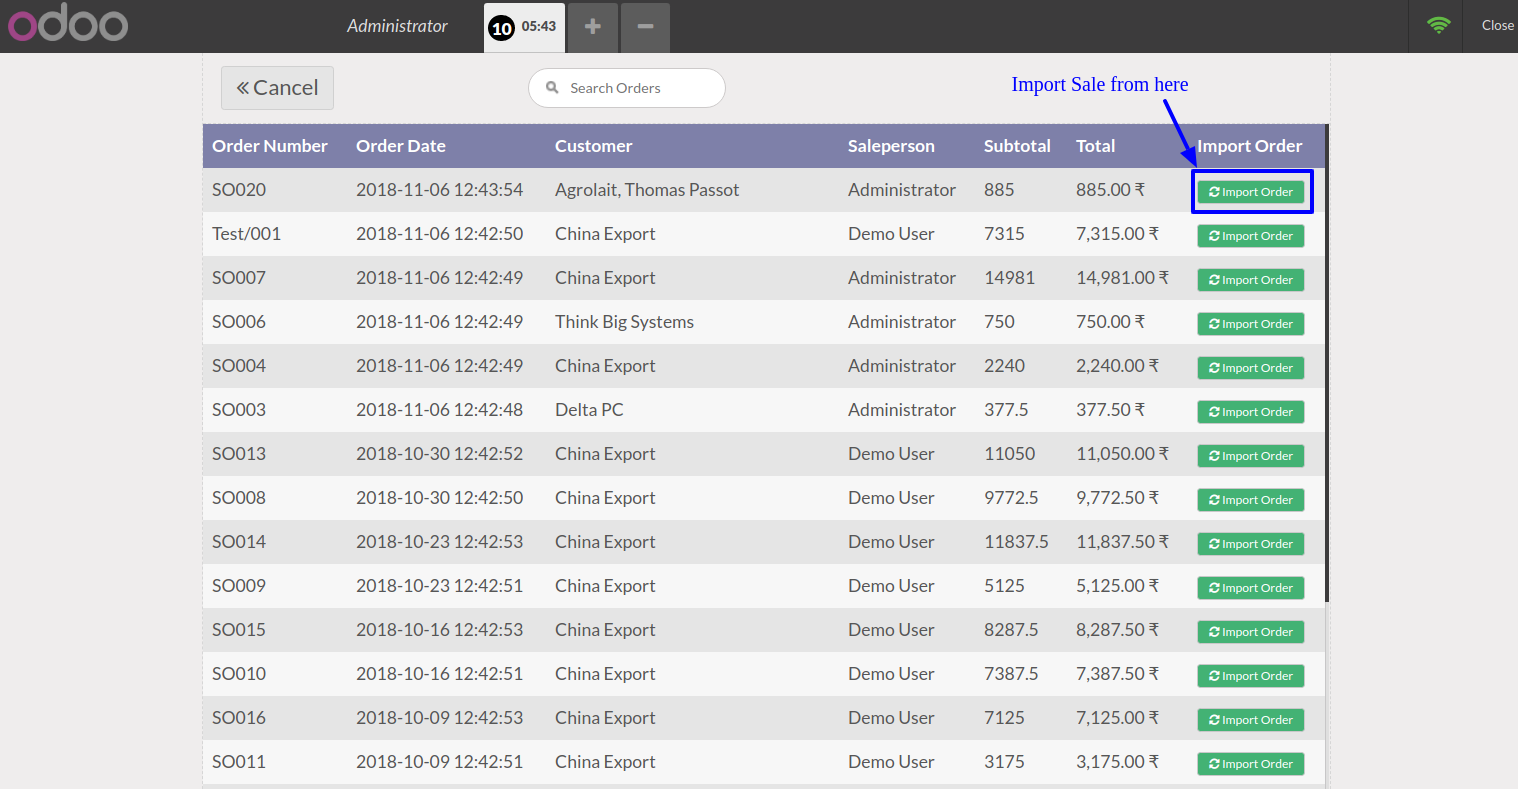 odoo Administrator 10 05:43 Close
Cancel Search Orders Import Sale from here
Order Number Order Date Customer Saleperson Subtotal Total Import Order
SO020 2018-11-06 12:43:54 Agrolait, Thomas Passot Administrator 885 885.00 ₹ Import Order
Test/001 2018-11-06 12:42:50 China Export Demo User 7315 7,315.00 ₹ Import Order
SO007 2018-11-06 12:42:49 China Export Administrator 14981 14,981.00 ₹ Import Order
SO006 2018-11-06 12:42:49 Think Big Systems Administrator 750 750.00 ₹ Import Order
SO004 2018-11-06 12:42:49 China Export Administrator 2240 2,240.00 ₹ Import Order
SO003 2018-11-06 12:42:48 Delta PC Administrator 377.5 377.50 ₹ Import Order
SO013 2018-10-30 12:42:52 China Export Demo User 11050 11,050.00 ₹ Import Order
SO008 2018-10-30 12:42:50 China Export Demo User 9772.5 9,772.50 ₹ Import Order
SO014 2018-10-23 12:42:53 China Export Demo User 11837.5 11,837.50 ₹ Import Order
SO009 2018-10-23 12:42:51 China Export Demo User 5125 5,125.00 ₹ Import Order
SO015 2018-10-16 12:42:53 China Export Demo User 8287.5 8,287.50 ₹ Import Order
SO010 2018-10-16 12:42:51 China Export Demo User 7387.5 7,387.50 ₹ Import Order
SO016 2018-10-09 12:42:53 China Export Demo User 7125 7,125.00 ₹ Import Order
SO011 2018-10-09 12:42:51 China Export Demo User 3175 3,175.00 ₹ Import Order